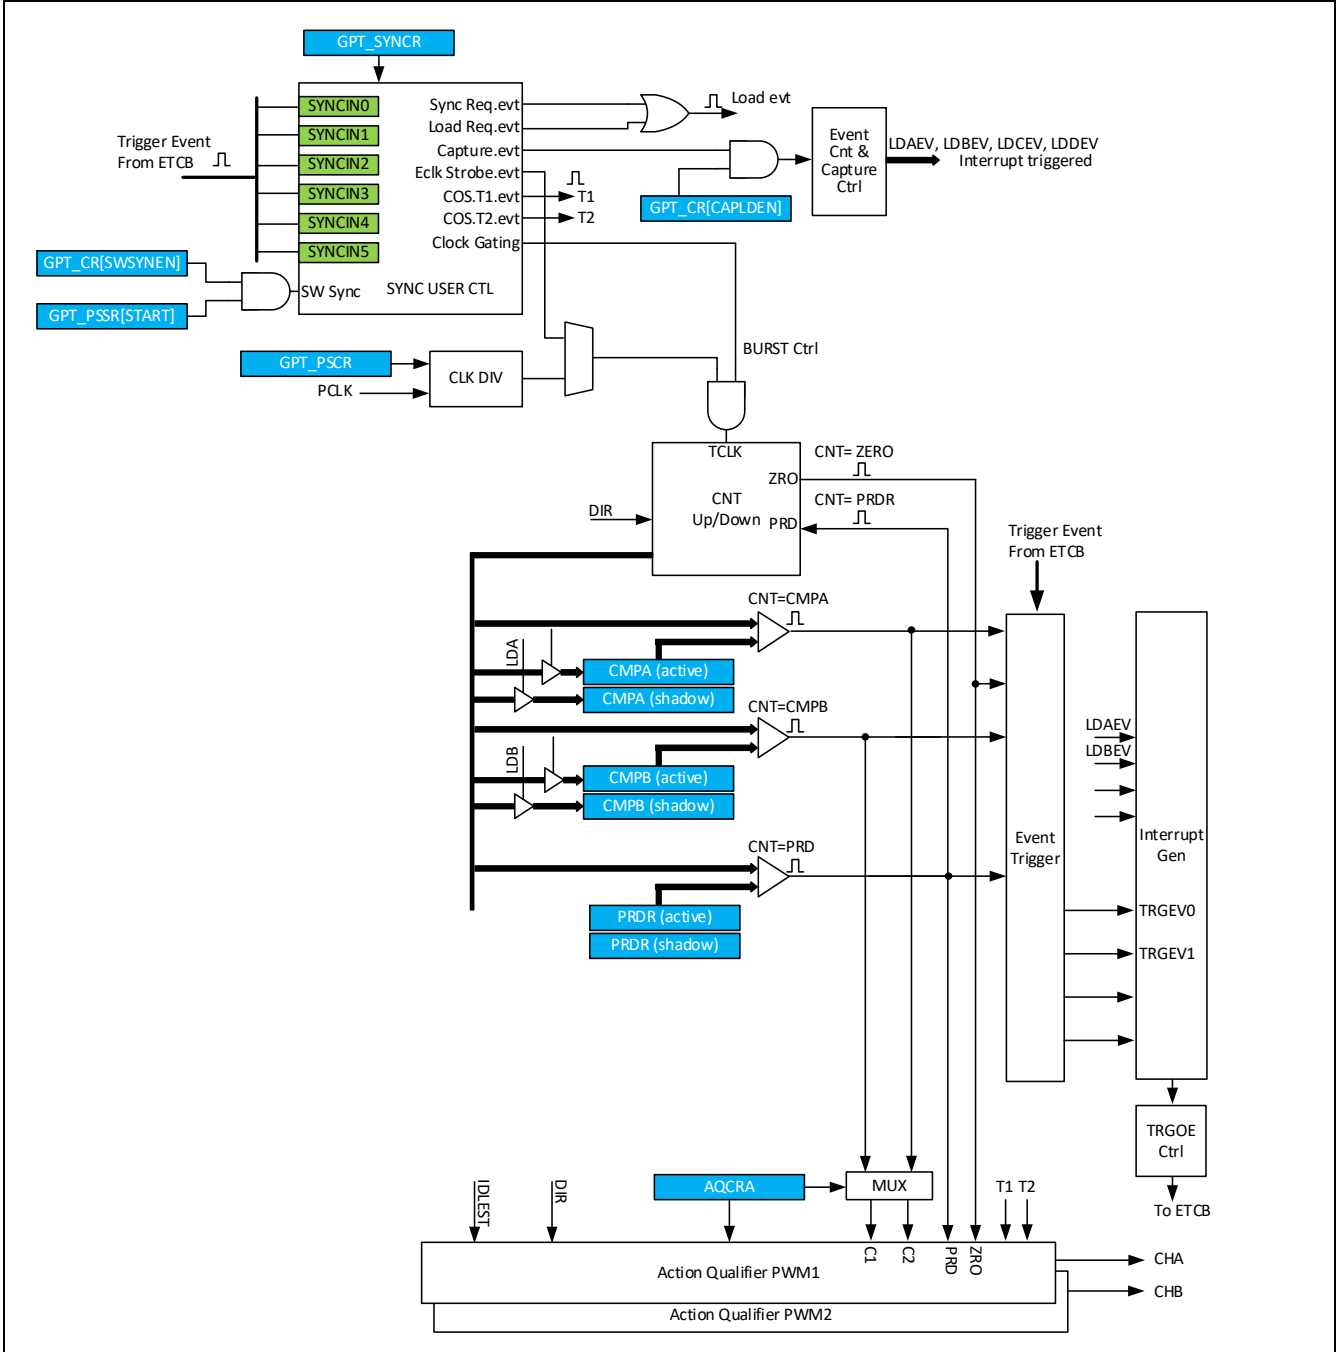 GPT_SYNCR
SYNCIN0
SYNCIN1
SYNCIN2
SYNCIN3
SYNCIN4
SYNCIN5
Trigger Event
From ETCB
Sync Req.evt
Load Req.evt
Capture.evt
Eclk Strobe.evt
COS.T1.evt
COS.T2.evt
Clock Gating
Load evt
T1
T2
Event
Cnt &
Capture
Ctrl
LDAEV, LDBEV, LDCEV, LDDEV
Interrupt triggered
GPT_CR[CAPLDEN]
GPT_CR[SWSYNEN]
GPT_PSSR[START]
SW Sync
SYNC USER CTL
GPT_PSCR
PCLK
CLK DIV
BURST Ctrl
TCLK
ZRO
CNT
Up/Down
PRD
DIR
CNT= ZERO
CNT= PRDR
Trigger Event
From ETCB
CNT=CMPA
LDA
CMPA (active)
CMPA (shadow)
CNT=CMPB
LDB
CMPB (active)
CMPB (shadow)
CNT=PRD
PRDR (active)
PRDR (shadow)
Event
Trigger
LDAEV
LDBEV
Interrupt
Gen
TRGEV0
TRGEV1
TRGOE
Ctrl
To ETCB
IDLEST
DIR
AQCRA
MUX
T1 T2
C1
C2
PRD
ZRO
Action Qualifier PWM1
Action Qualifier PWM2
CHA
CHB